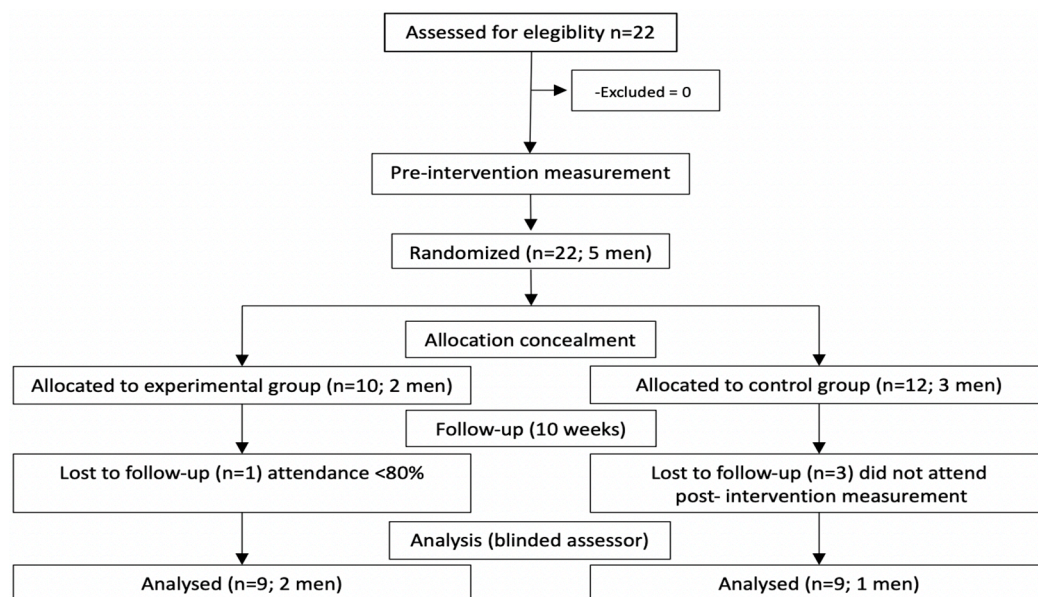 Assessed for elegiblity n=22
-Excluded = 0
Pre-intervention measurement
Randomized (n=22; 5 men)
Allocation concealment
Allocated to experimental group (n=10; 2 men)
Allocated to control group (n=12; 3 men)
Follow-up (10 weeks)
Lost to follow-up (n=1) attendance <80%
Lost to follow-up (n=3) did not attend
post- intervention measurement
Analysis (blinded assessor)
Analysed (n=9; 2 men)
Analysed (n=9; 1 men)